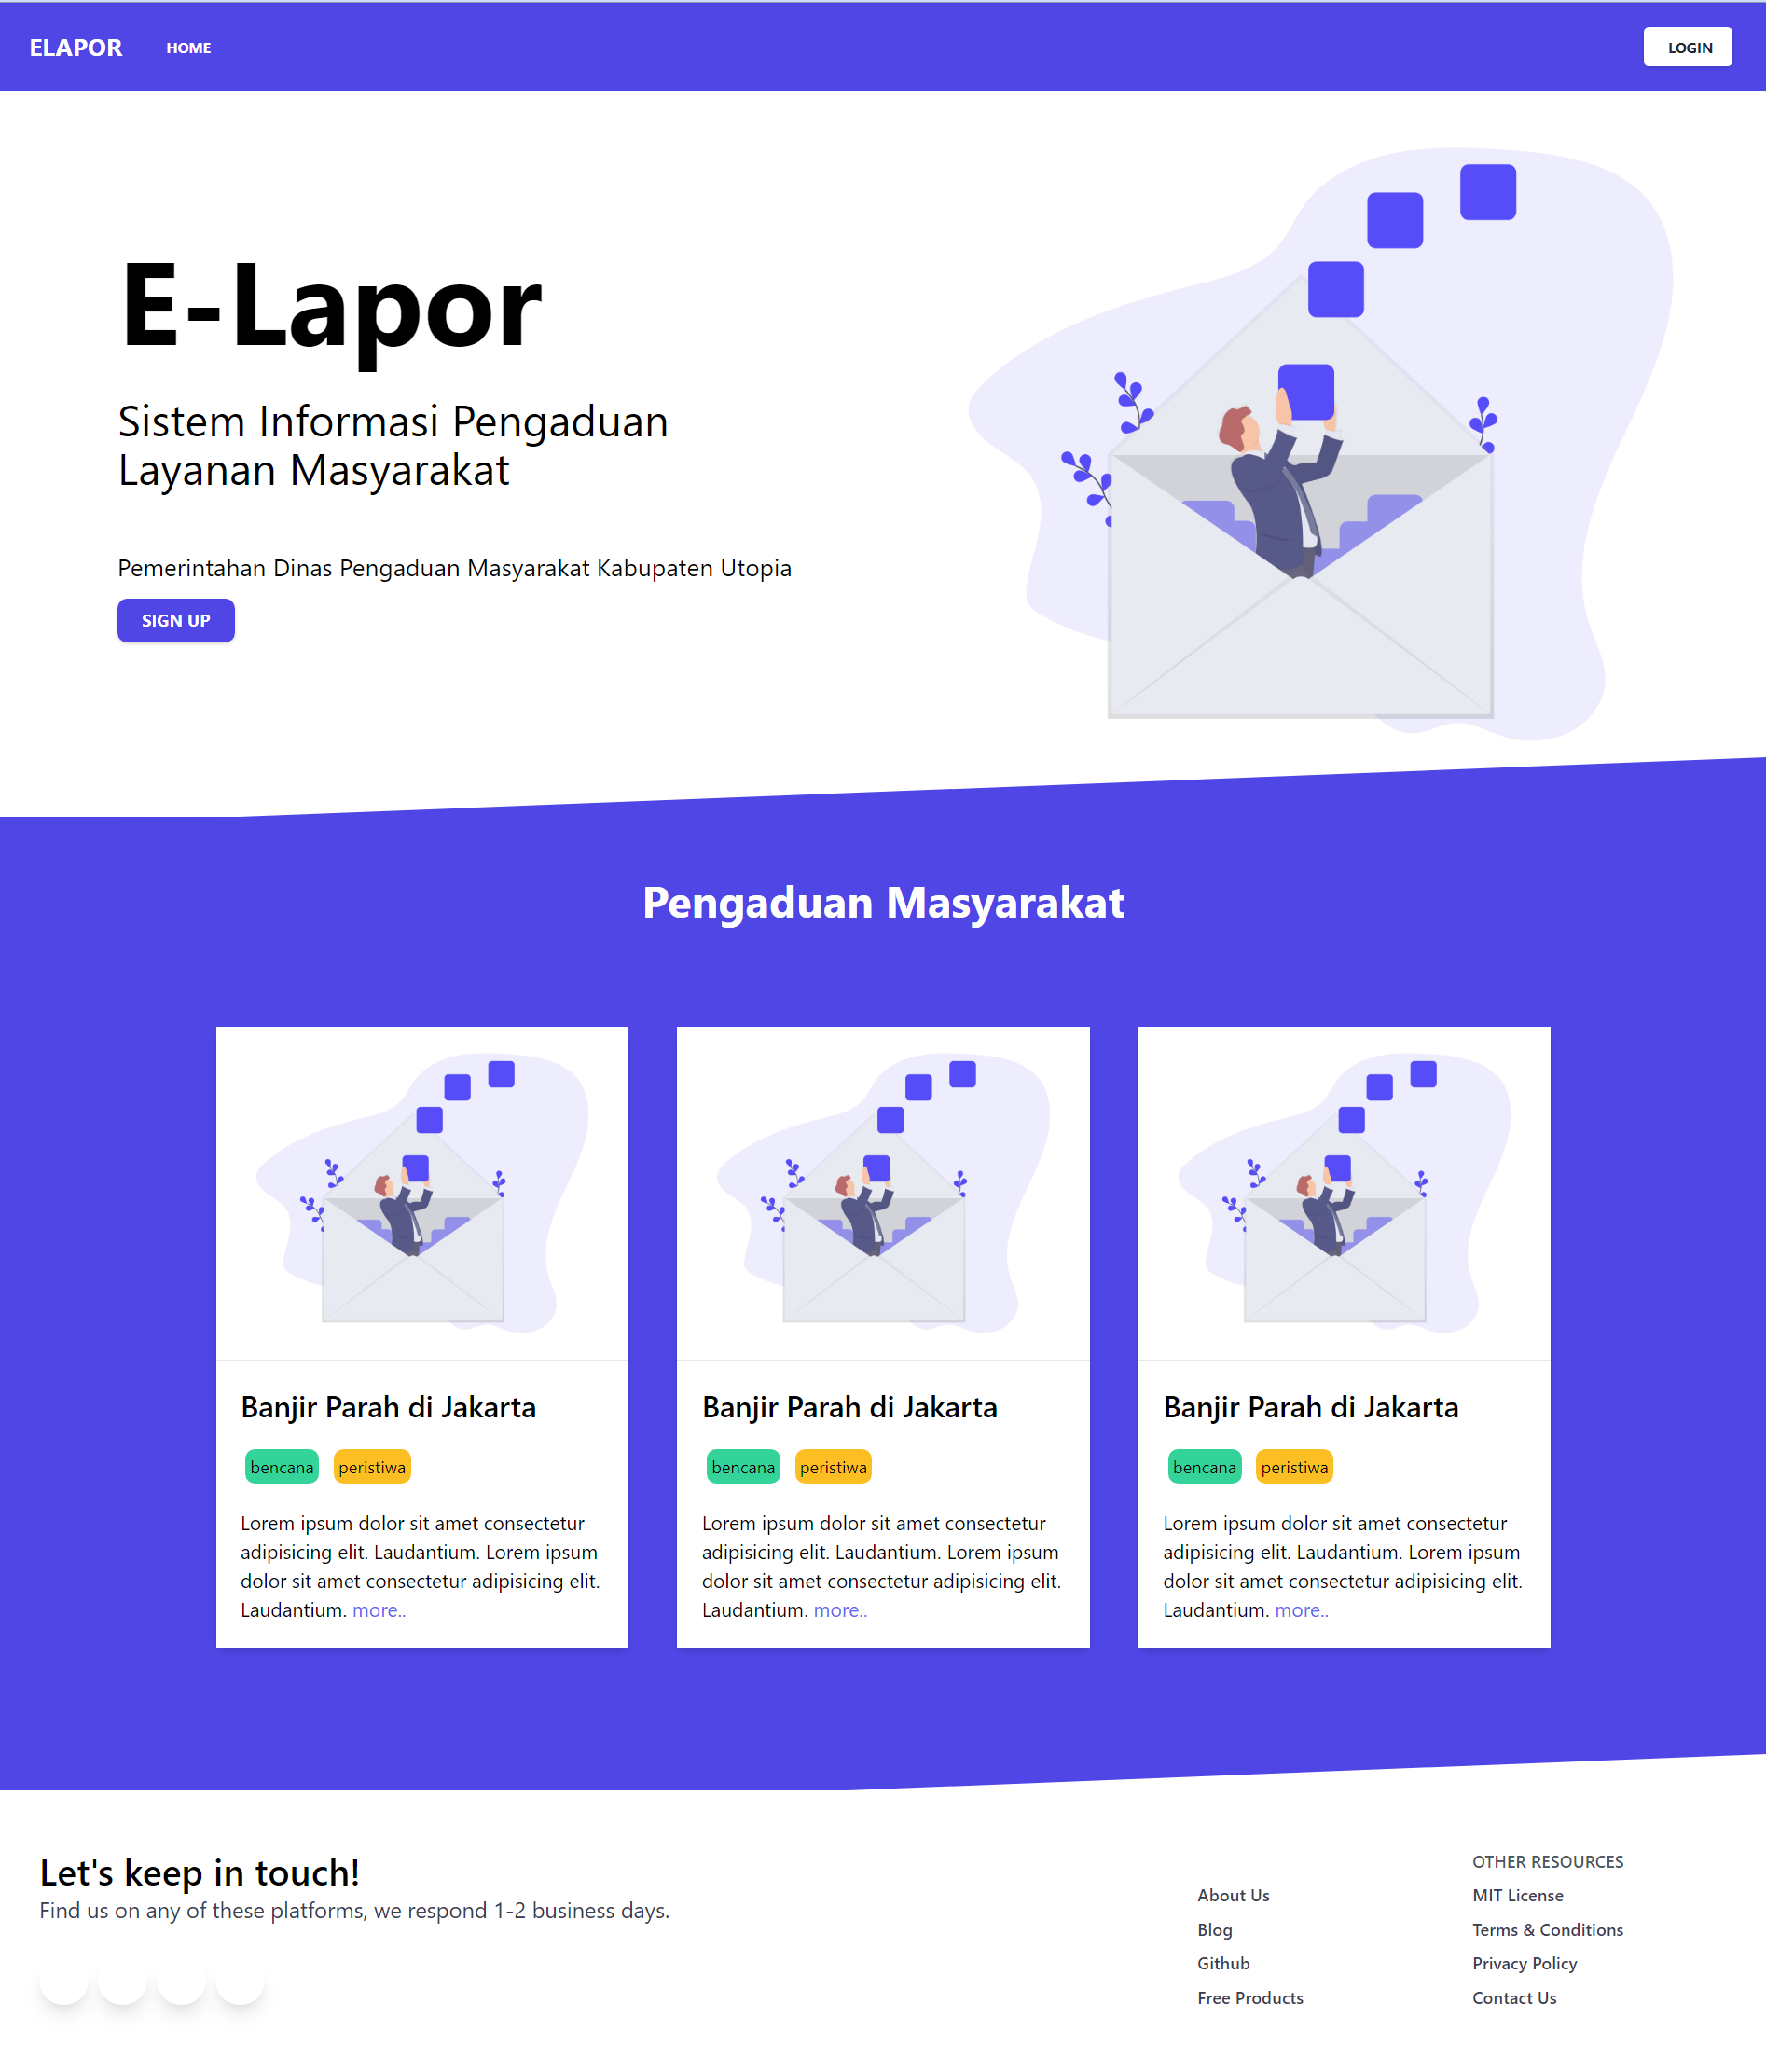 ELAPOR
HOME
LOGIN
E-Lapor
Sistem Informasi Pengaduan
Layanan Masyarakat
Pemerintahan Dinas Pengaduan Masyarakat Kabupaten Utopia
SIGN UP
Pengaduan Masyarakat
Banjir Parah di Jakarta
bencana
peristiwa
Lorem ipsum dolor sit amet consectetur
adipisicing elit. Laudantium. Lorem ipsum
dolor sit amet consectetur adipisicing elit.
Laudantium. more..
Banjir Parah di Jakarta
bencana
peristiwa
Lorem ipsum dolor sit amet consectetur
adipisicing elit. Laudantium. Lorem ipsum
dolor sit amet consectetur adipisicing elit.
Laudantium. more..
Banjir Parah di Jakarta
bencana
peristiwa
Lorem ipsum dolor sit amet consectetur
adipisicing elit. Laudantium. Lorem ipsum
dolor sit amet consectetur adipisicing elit.
Laudantium. more..
Let's keep in touch!
Find us on any of these platforms, we respond 1-2 business days.
About Us
Blog
Github
Free Products
OTHER RESOURCES
MIT License
Terms & Conditions
Privacy Policy
Contact Us